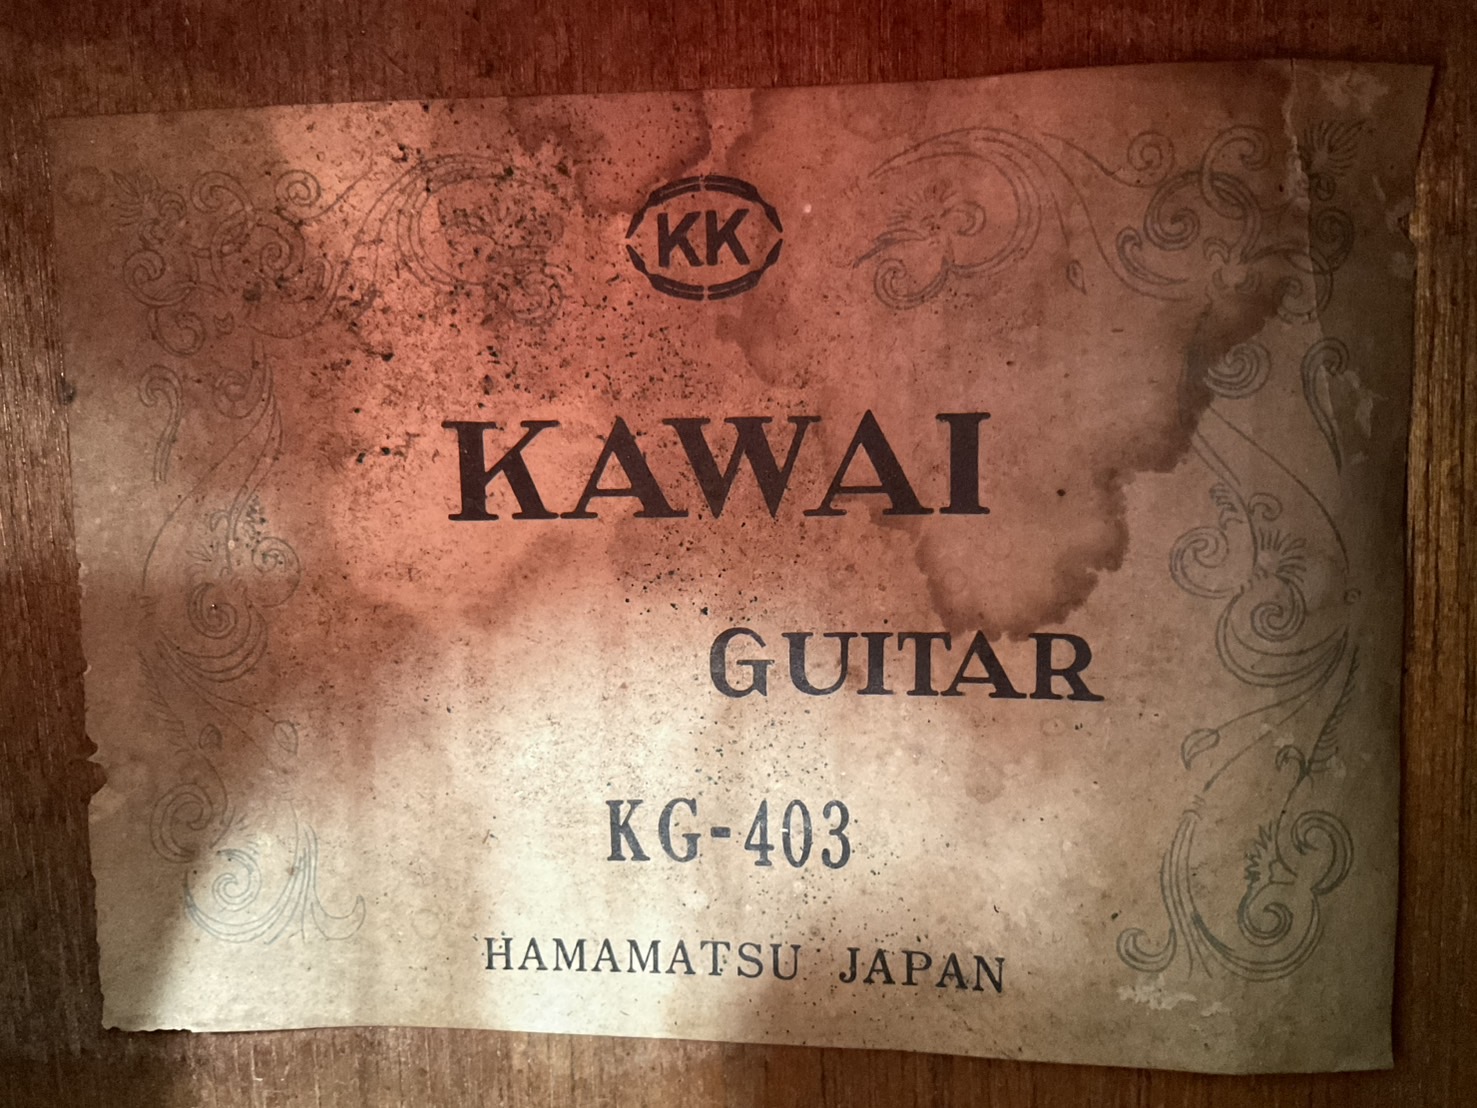 KK
KAWAI
GUITAR
KG-403
HAMAMATSU JAPAN